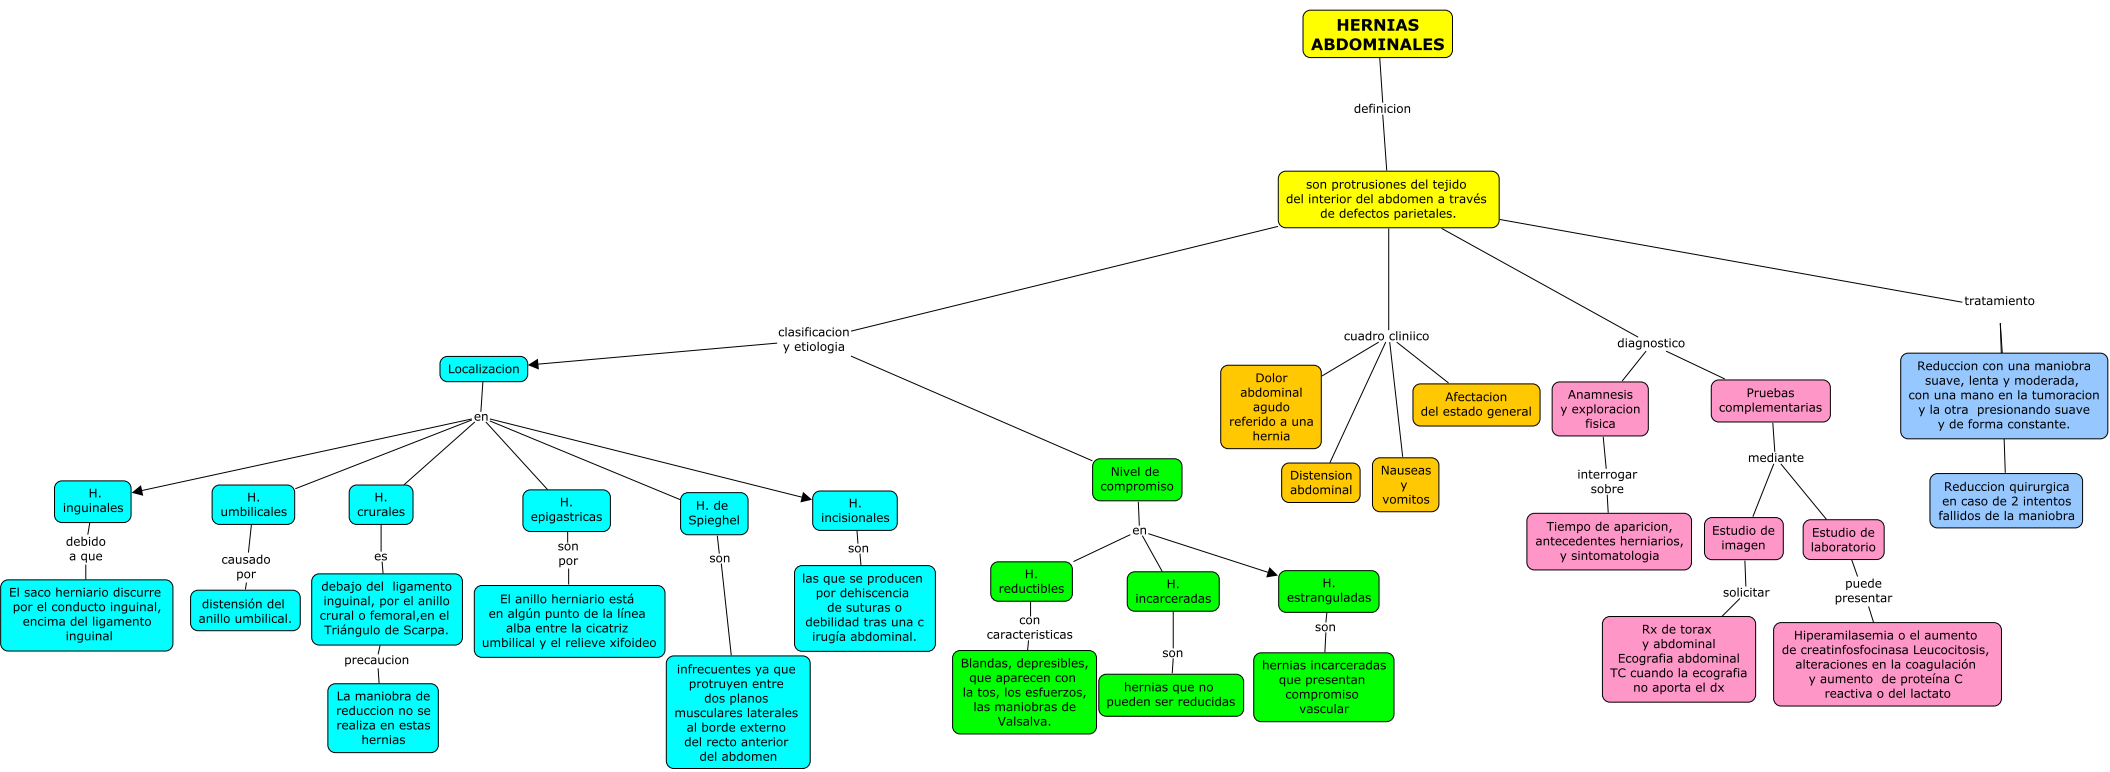 HERNIAS
ABDOMINALES
definicion
son protrusiones del tejido
del interior del abdomen a través
de defectos parietales.
clasificacion
y etiologia
Localizacion
en
H.
inguinales
debido
a que
El saco herniario discurre
por el conducto inguinal,
encima del ligamento
inguinal
H.
umbilicales
causado
por
distensión del
anillo umbilical.
H.
crurales
es
debajo del ligamento
inguinal, por el anillo
crural o femoral,en el
Triángulo de Scarpa.
precaucion
La maniobra de
reduccion no se
realiza en estas
hernias
H.
epigastricas
son
por
El anillo herniario está
en algún punto de la línea
alba entre la cicatriz
umbilical y el relieve xifoideo
H. de
Spieghel
son
infrecuentes ya que
protruyen entre
dos planos
musculares laterales
al borde externo
del recto anterior
del abdomen
H.
incisionales
son
las que se producen
por dehiscencia
de suturas o
debilidad tras una c
irugía abdominal.
Nivel de
compromiso
en
H.
reductibles
con
caracteristicas
Blandas, depresibles,
que aparecen con
la tos, los esfuerzos,
las maniobras de
Valsalva.
H.
incarceradas
son
hernias que no
pueden ser reducidas
H.
estranguladas
son
hernias incarceradas
que presentan
compromiso
vascular
cuadro cliniico
Dolor
abdominal
agudo
referido a una
hernia
Distension
abdominal
Nauseas
y
vomitos
Afectacion
del estado general
diagnostico
Anamnesis
y exploracion
fisica
interrogar
sobre
Tiempo de aparicion,
antecedentes herniarios,
y sintomatologia
Pruebas
complementarias
mediante
Estudio de
imagen
solicitar
Rx de torax
y abdominal
Ecografia abdominal
TC cuando la ecografia
no aporta el dx
Estudio de
laboratorio
puede
presentar
Hiperamilasemia o el aumento
de creatinfosfocinasa Leucocitosis,
alteraciones en la coagulación
y aumento de proteína C
reactiva o del lactato
tratamiento
Reduccion con una maniobra
suave, lenta y moderada,
con una mano en la tumoracion
y la otra presionando suave
y de forma constante.
Reduccion quirurgica
en caso de 2 intentos
fallidos de la maniobra